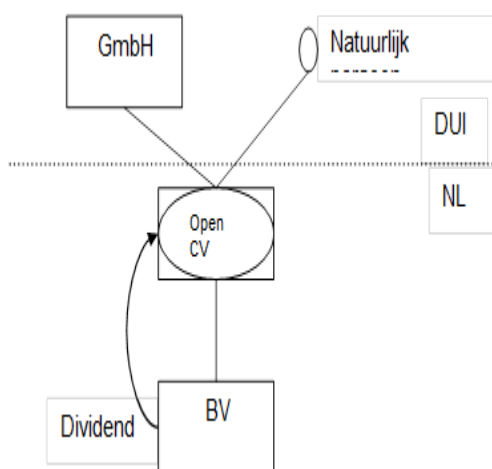 GmbH
Natuurlijk
DUI
NL
Open
CV
Dividend
BV